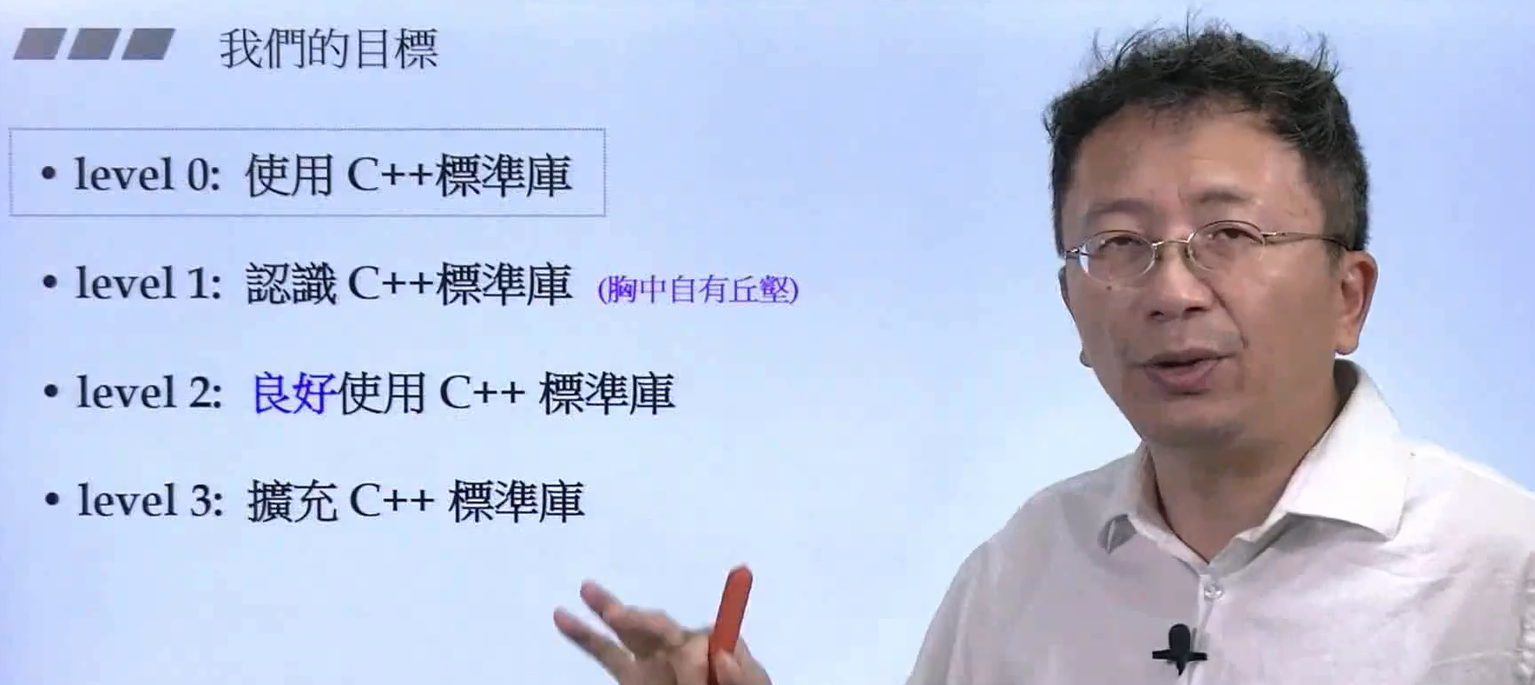 我們的目標
• level 0: 使用 C++標準庫
• level 1: 認識 C++標準庫 (胸中自有丘壑)
• level 2: 良好使用 C++ 標準庫
• level 3: 擴充 C++ 標準庫